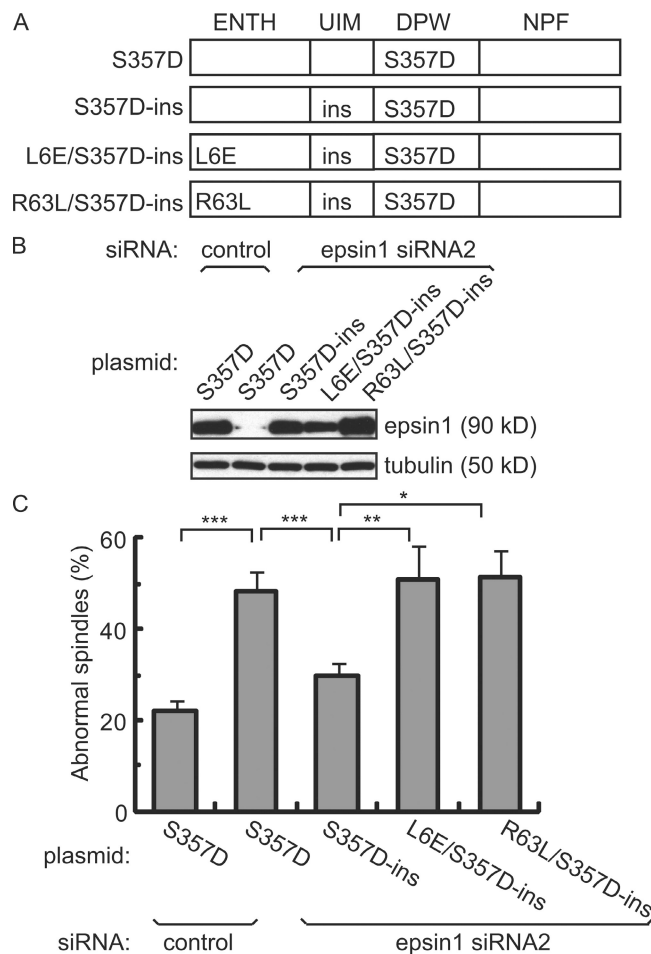 A
ENTH UIM DPW NPF
S357D S357D
S357D-ins ins S357D
L6E/S357D-ins L6E ins S357D
R63L/S357D-ins R63L ins S357D
B
siRNA: control epsin1 siRNA2
plasmid: S357D S357D S357D-ins L6E/S357D-ins R63L/S357D-ins
epsin1 (90 kD)
tubulin (50 kD)
C
*** *** ** *
Abnormal spindles (%)
60
40
20
0
plasmid: S357D S357D S357D-ins L6E/S357D-ins R63L/S357D-ins
siRNA: control epsin1 siRNA2